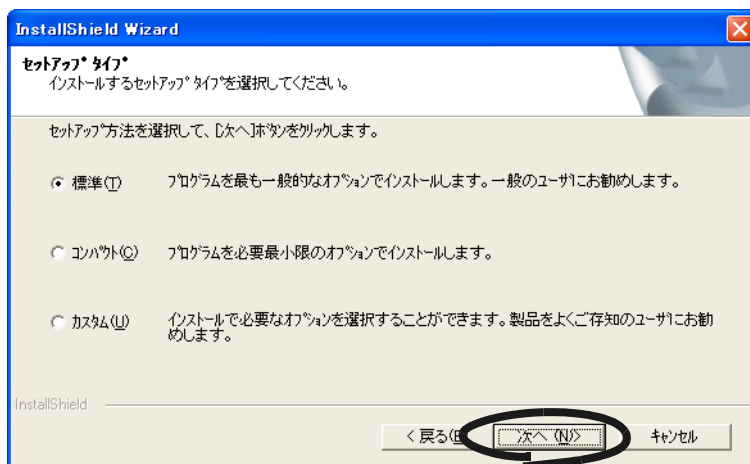 InstallShield Wizard
セットアップ タイプ
インストールするセットアップ タイプを選択してください。
セットアップ方法を選択して、[次へ]ボタンをクリックします。
標準(T)
プログラムを最も一般的なオプションでインストールします。一般のユーザにお勧めします。
コンパクト(C)
プログラムを必要最小限のオプションでインストールします。
カスタム(U)
インストールで必要なオプションを選択することができます。製品をよくご存知のユーザにお勧
めします。
InstallShield
< 戻る(B
次へ (N)>
キャンセル